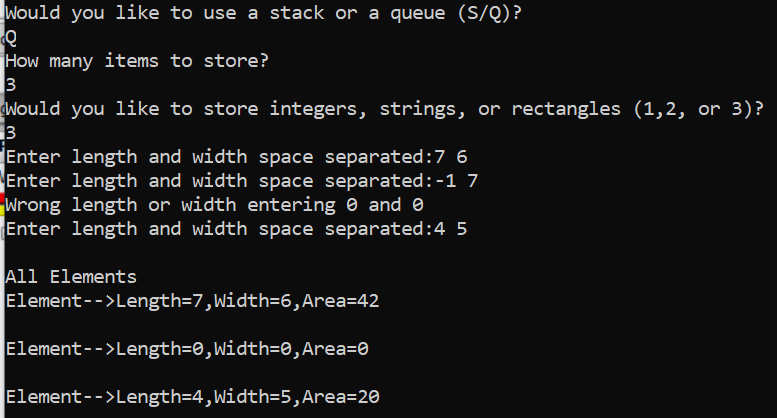 Would you like to use a stack or a queue (S/Q)?
Q
How many items to store?
3
Would you like to store integers, strings, or rectangles (1,2, or 3)?
3
Enter length and width space separated:7 6
Enter length and width space separated:-1 7
Wrong length or width entering 0 and 0
Enter length and width space separated:4 5
All Elements
Element-->Length=7,Width=6,Area=42
Element-->Length=0,Width=0,Area=0
Element-->Length=4,Width=5,Area=20